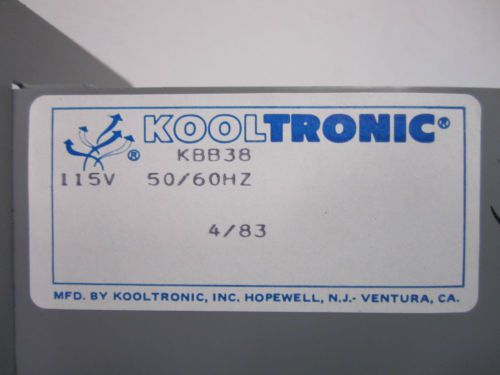 ® KOOLTRONIC®
KBB38
115V 50/60HZ
4/83
MFD. BY KOOLTRONIC, INC. HOPEWELL, N.J.- VENTURA, CA.